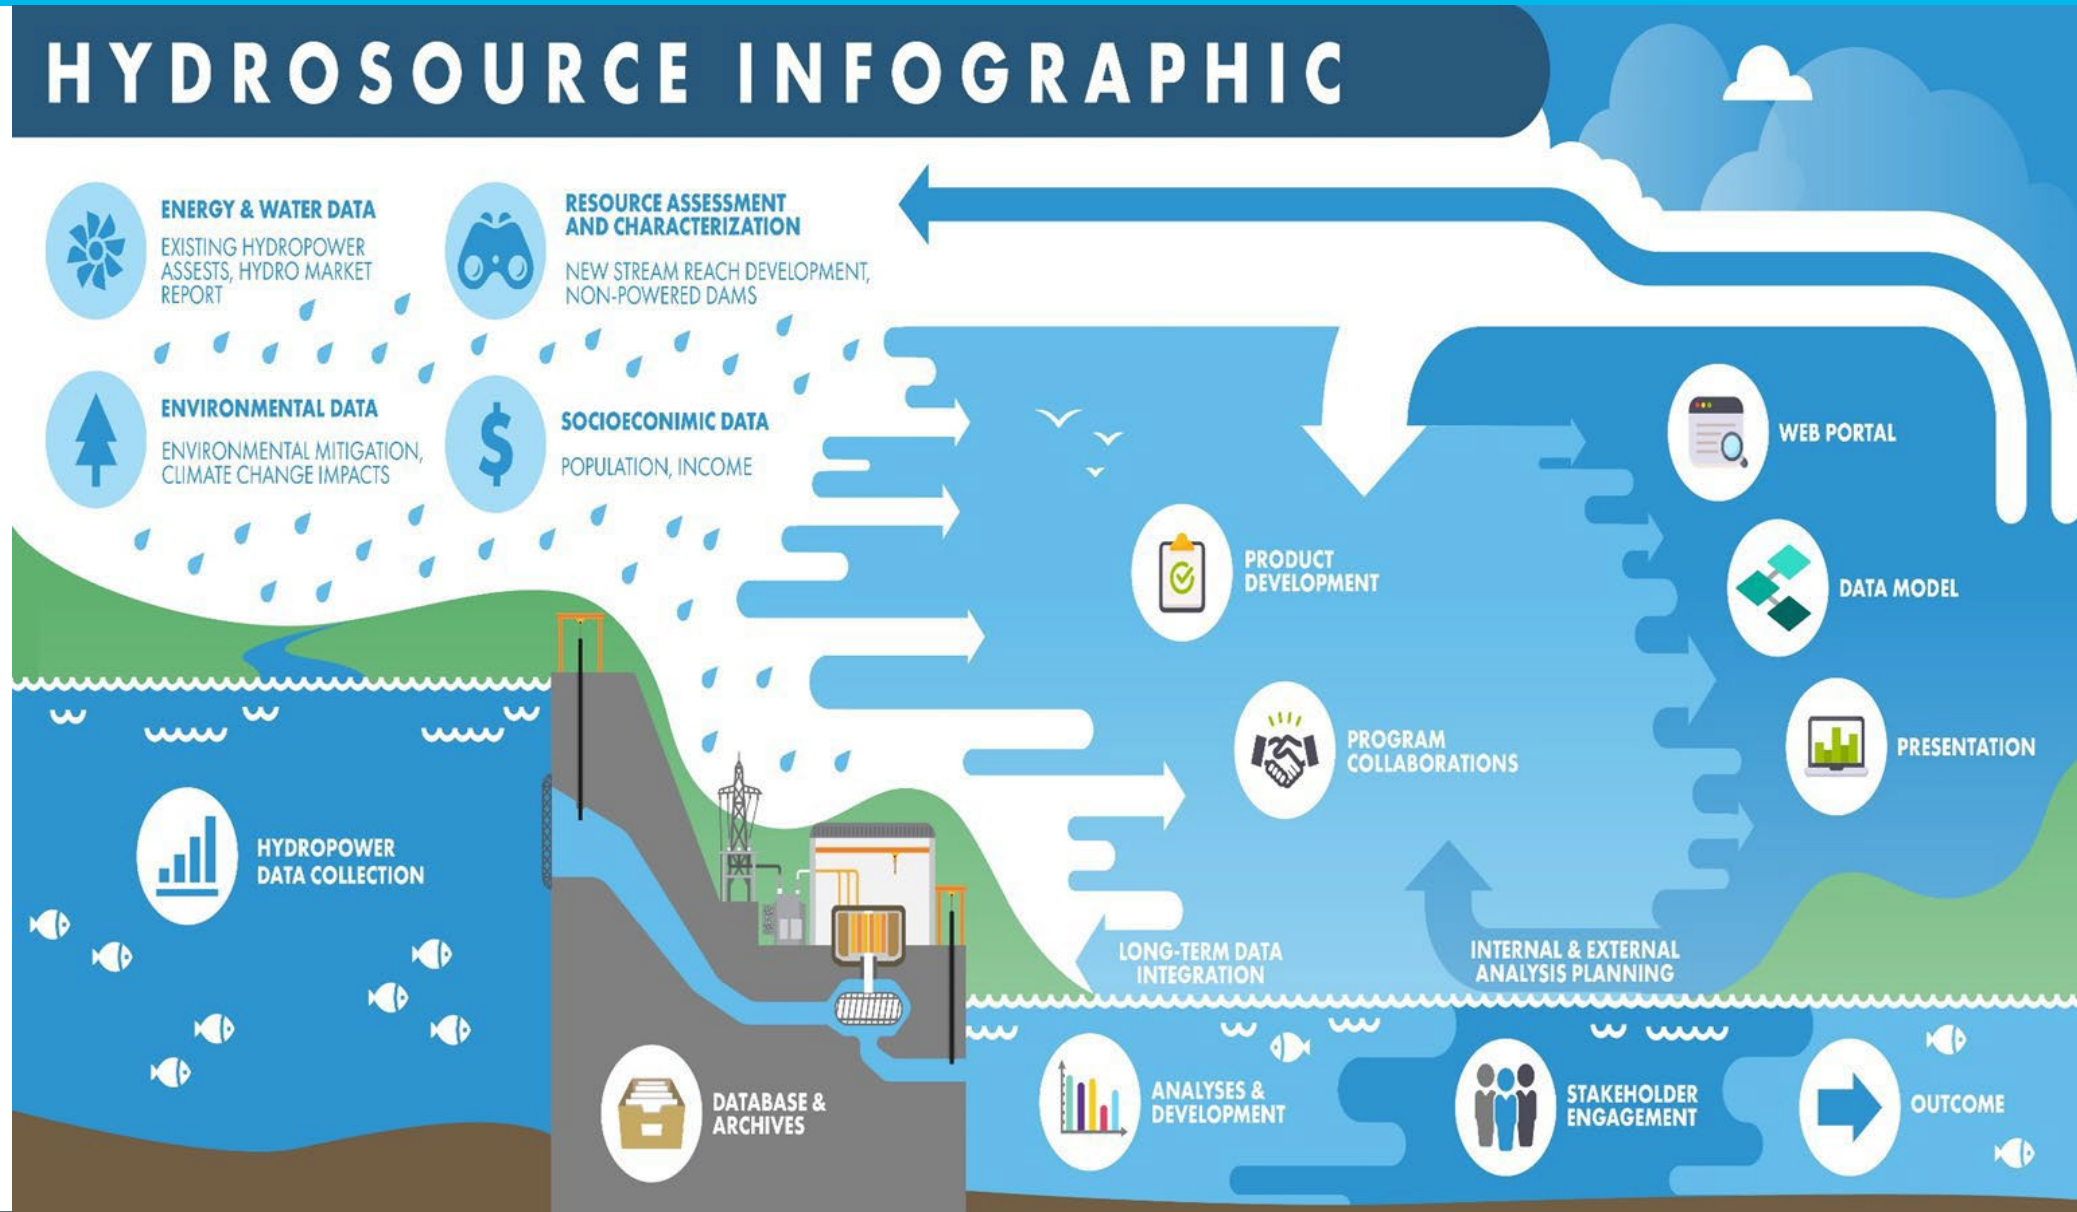 HYDROSOURCE INFOGRAPHIC
ENERGY & WATER DATA
EXISTING HYDROPOWER
ASSESTS, HYDRO MARKET
REPORT
RESOURCE ASSESSMENT
AND CHARACTERIZATION
NEW STREAM REACH DEVELOPMENT,
NON-POWERED DAMS
ENVIRONMENTAL DATA
ENVIRONMENTAL MITIGATION,
CLIMATE CHANGE IMPACTS
SOCIOECONIMIC DATA
POPULATION, INCOME
WEB PORTAL
PRODUCT
DEVELOPMENT
DATA MODEL
PROGRAM
COLLABORATIONS
PRESENTATION
HYDROPOWER
DATA COLLECTION
LONG-TERM DATA
INTEGRATION
INTERNAL & EXTERNAL
ANALYSIS PLANNING
DATABASE &
ARCHIVES
ANALYSES &
DEVELOPMENT
STAKEHOLDER
ENGAGEMENT
OUTCOME